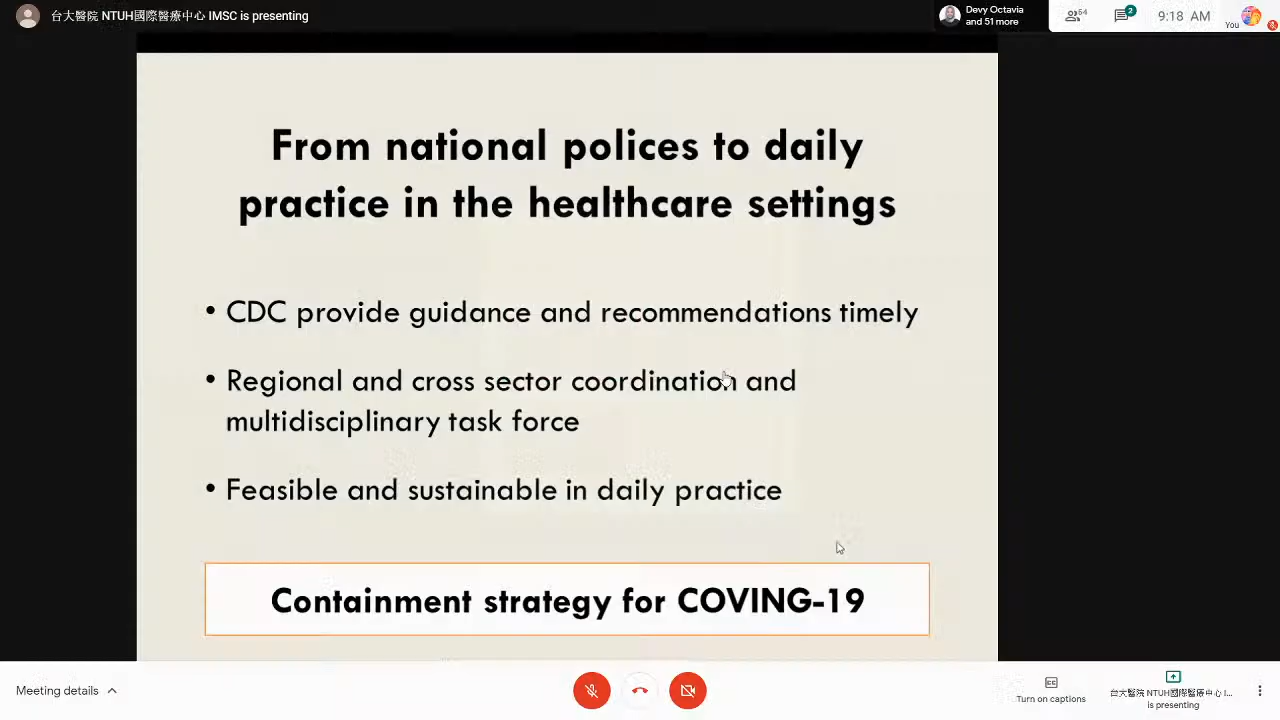 台大醫院 NTUH國際醫療中心 IMSC is presenting
Devy Octavia
and 51 more
54
2
9:18 AM
You
From national polices to daily
practice in the healthcare settings
• CDC provide guidance and recommendations timely
• Regional and cross sector coordination and
multidisciplinary task force
• Feasible and sustainable in daily practice
Containment strategy for COVING-19
Meeting details
Turn on captions
台大醫院 NTUH國際醫療中心 I...
is presenting